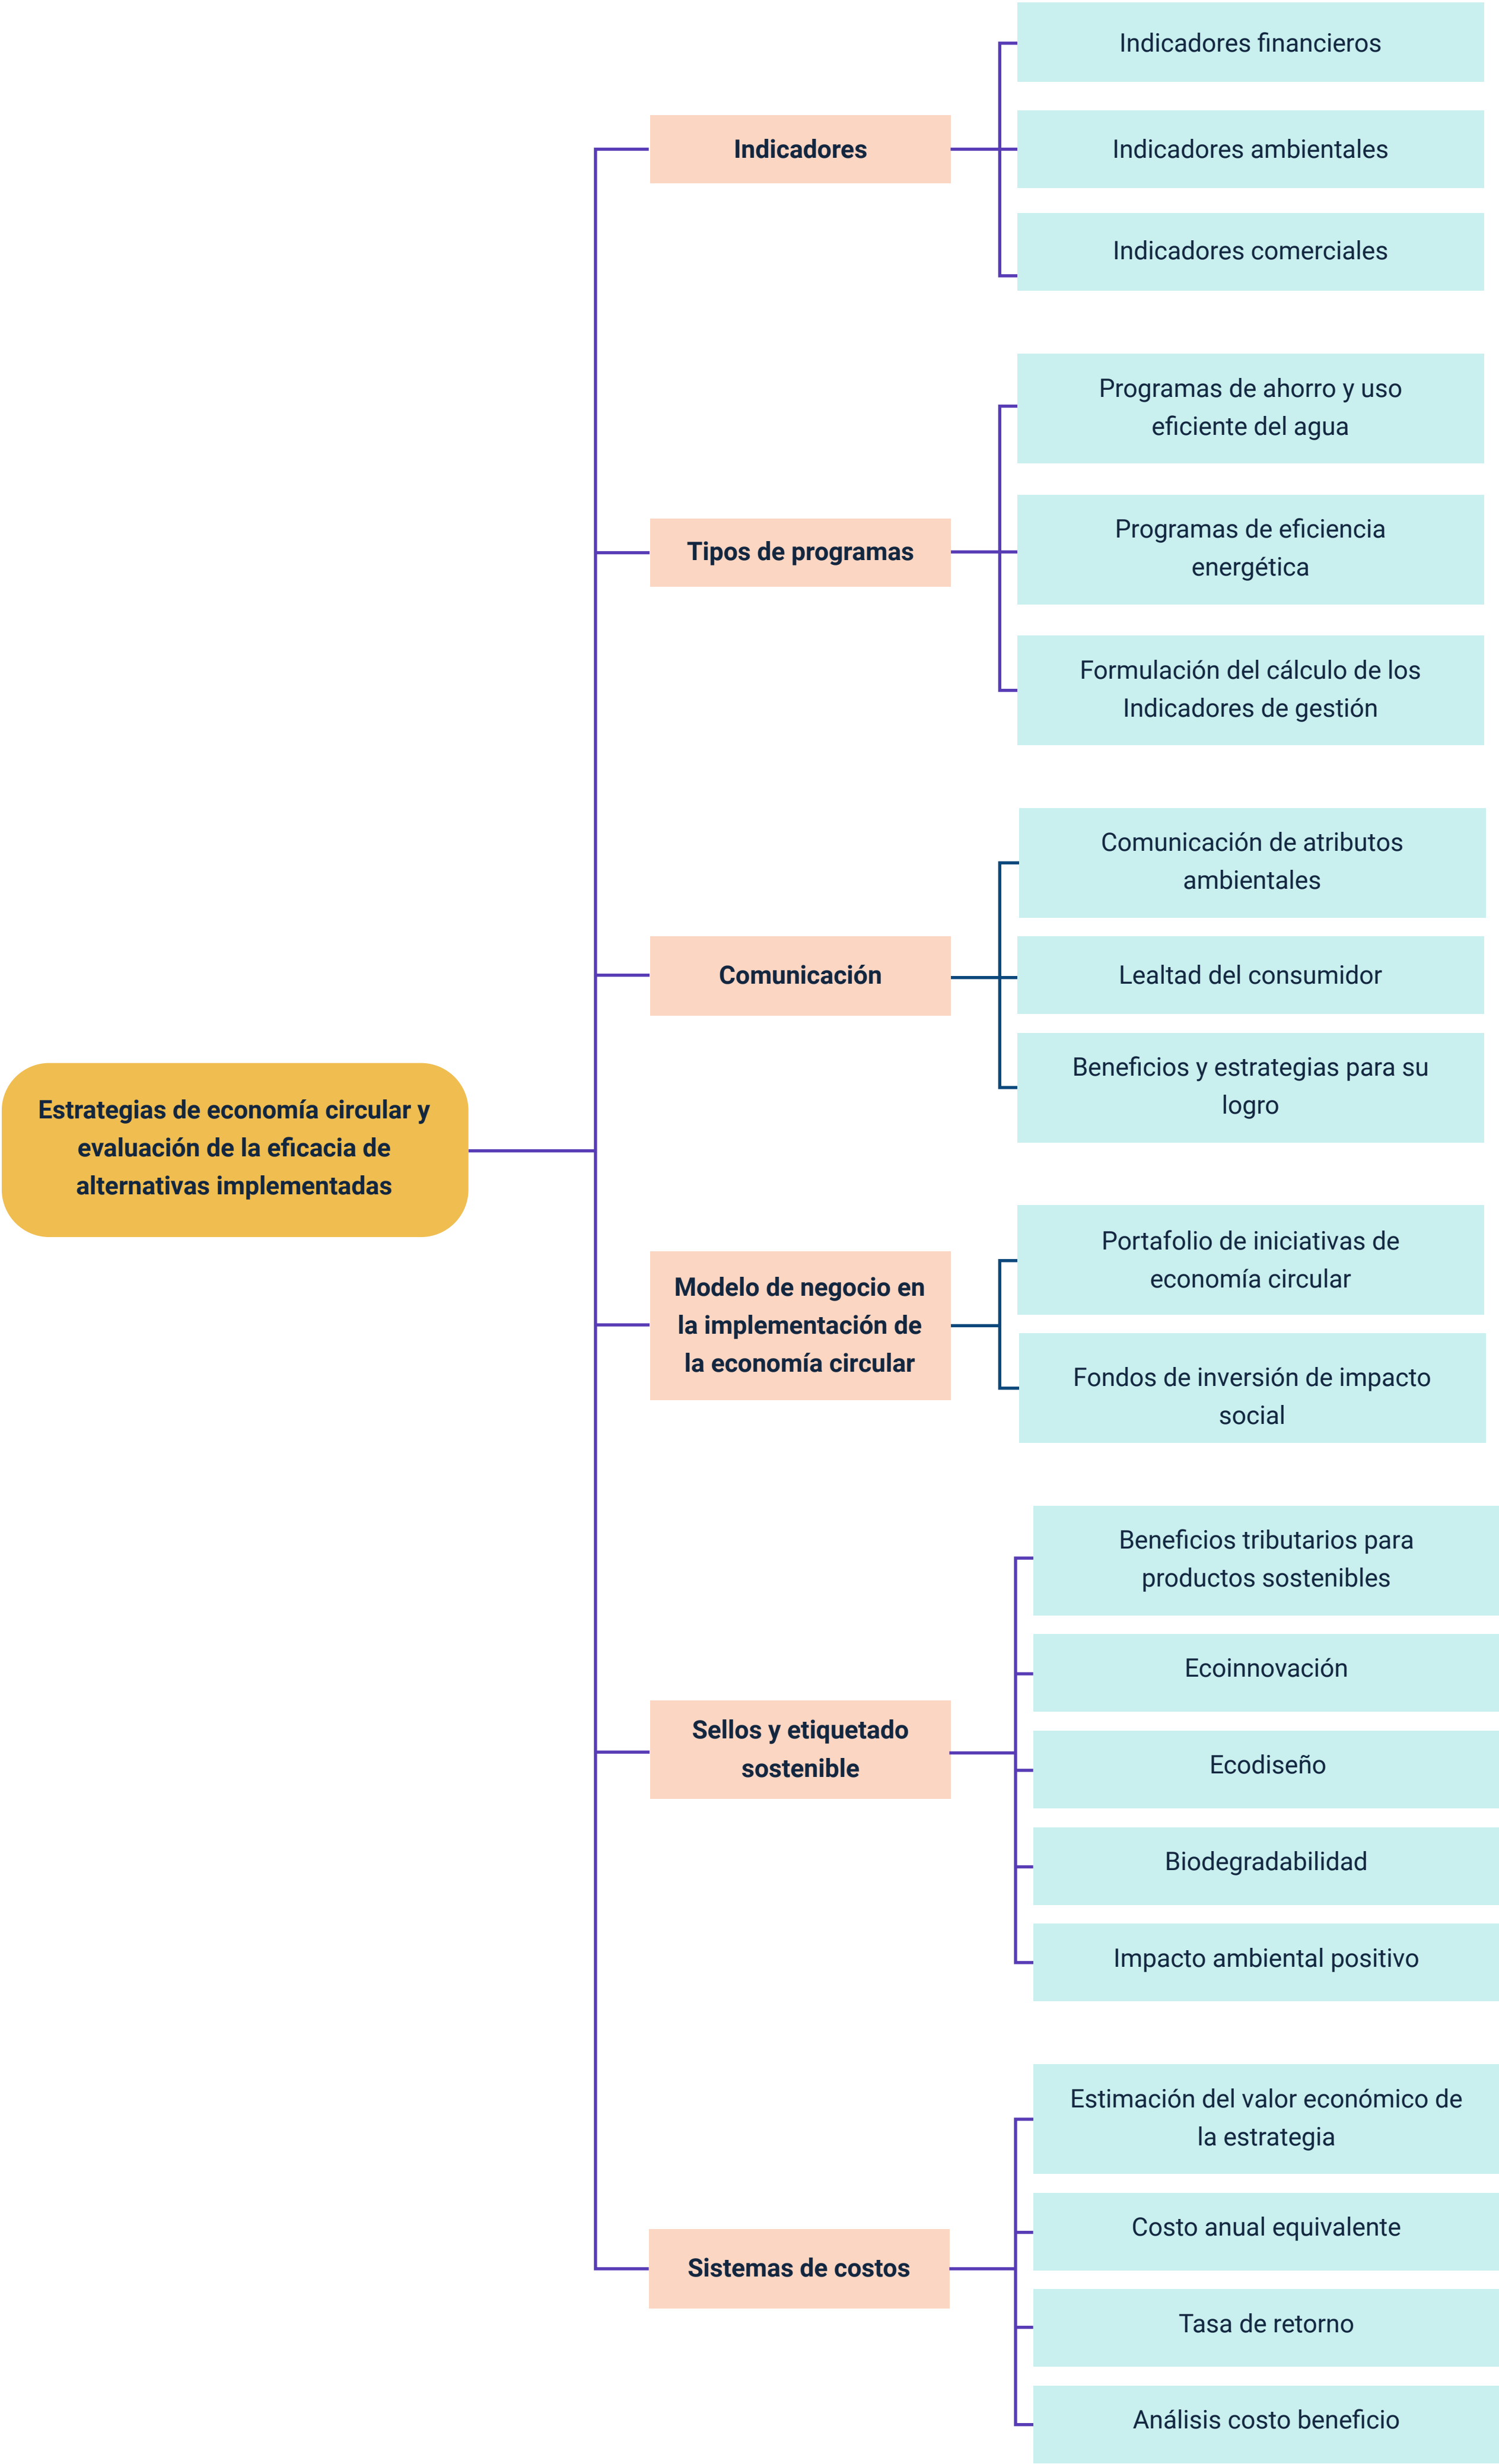 Estrategias de economía circular y
evaluación de la eficacia de
alternativas implementadas
Indicadores
Indicadores financieros
Indicadores ambientales
Indicadores comerciales
Tipos de programas
Programas de ahorro y uso
eficiente del agua
Programas de eficiencia
energética
Formulación del cálculo de los
Indicadores de gestión
Comunicación
Comunicación de atributos
ambientales
Lealtad del consumidor
Beneficios y estrategias para su
logro
Modelo de negocio en
la implementación de
la economía circular
Portafolio de iniciativas de
economía circular
Fondos de inversión de impacto
social
Sellos y etiquetado
sostenible
Beneficios tributarios para
productos sostenibles
Ecoinnovación
Ecodiseño
Biodegradabilidad
Impacto ambiental positivo
Sistemas de costos
Estimación del valor económico de
la estrategia
Costo anual equivalente
Tasa de retorno
Análisis costo beneficio